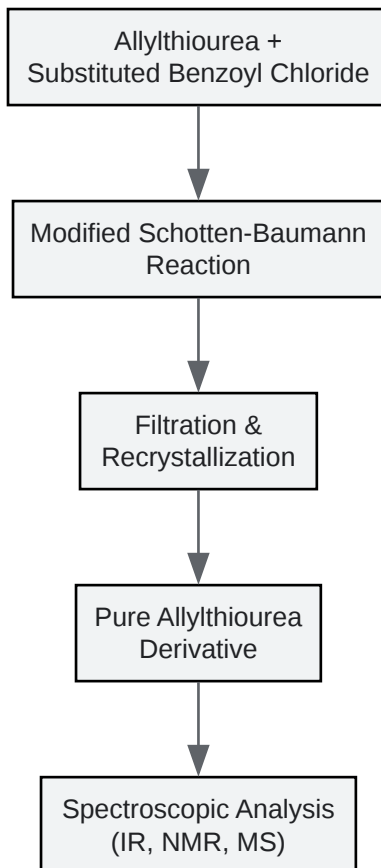 Allylthiourea +
Substituted Benzoyl Chloride
Modified Schotten-Baumann
Reaction
Filtration &
Recrystallization
Pure Allylthiourea
Derivative
Spectroscopic Analysis
(IR, NMR, MS)